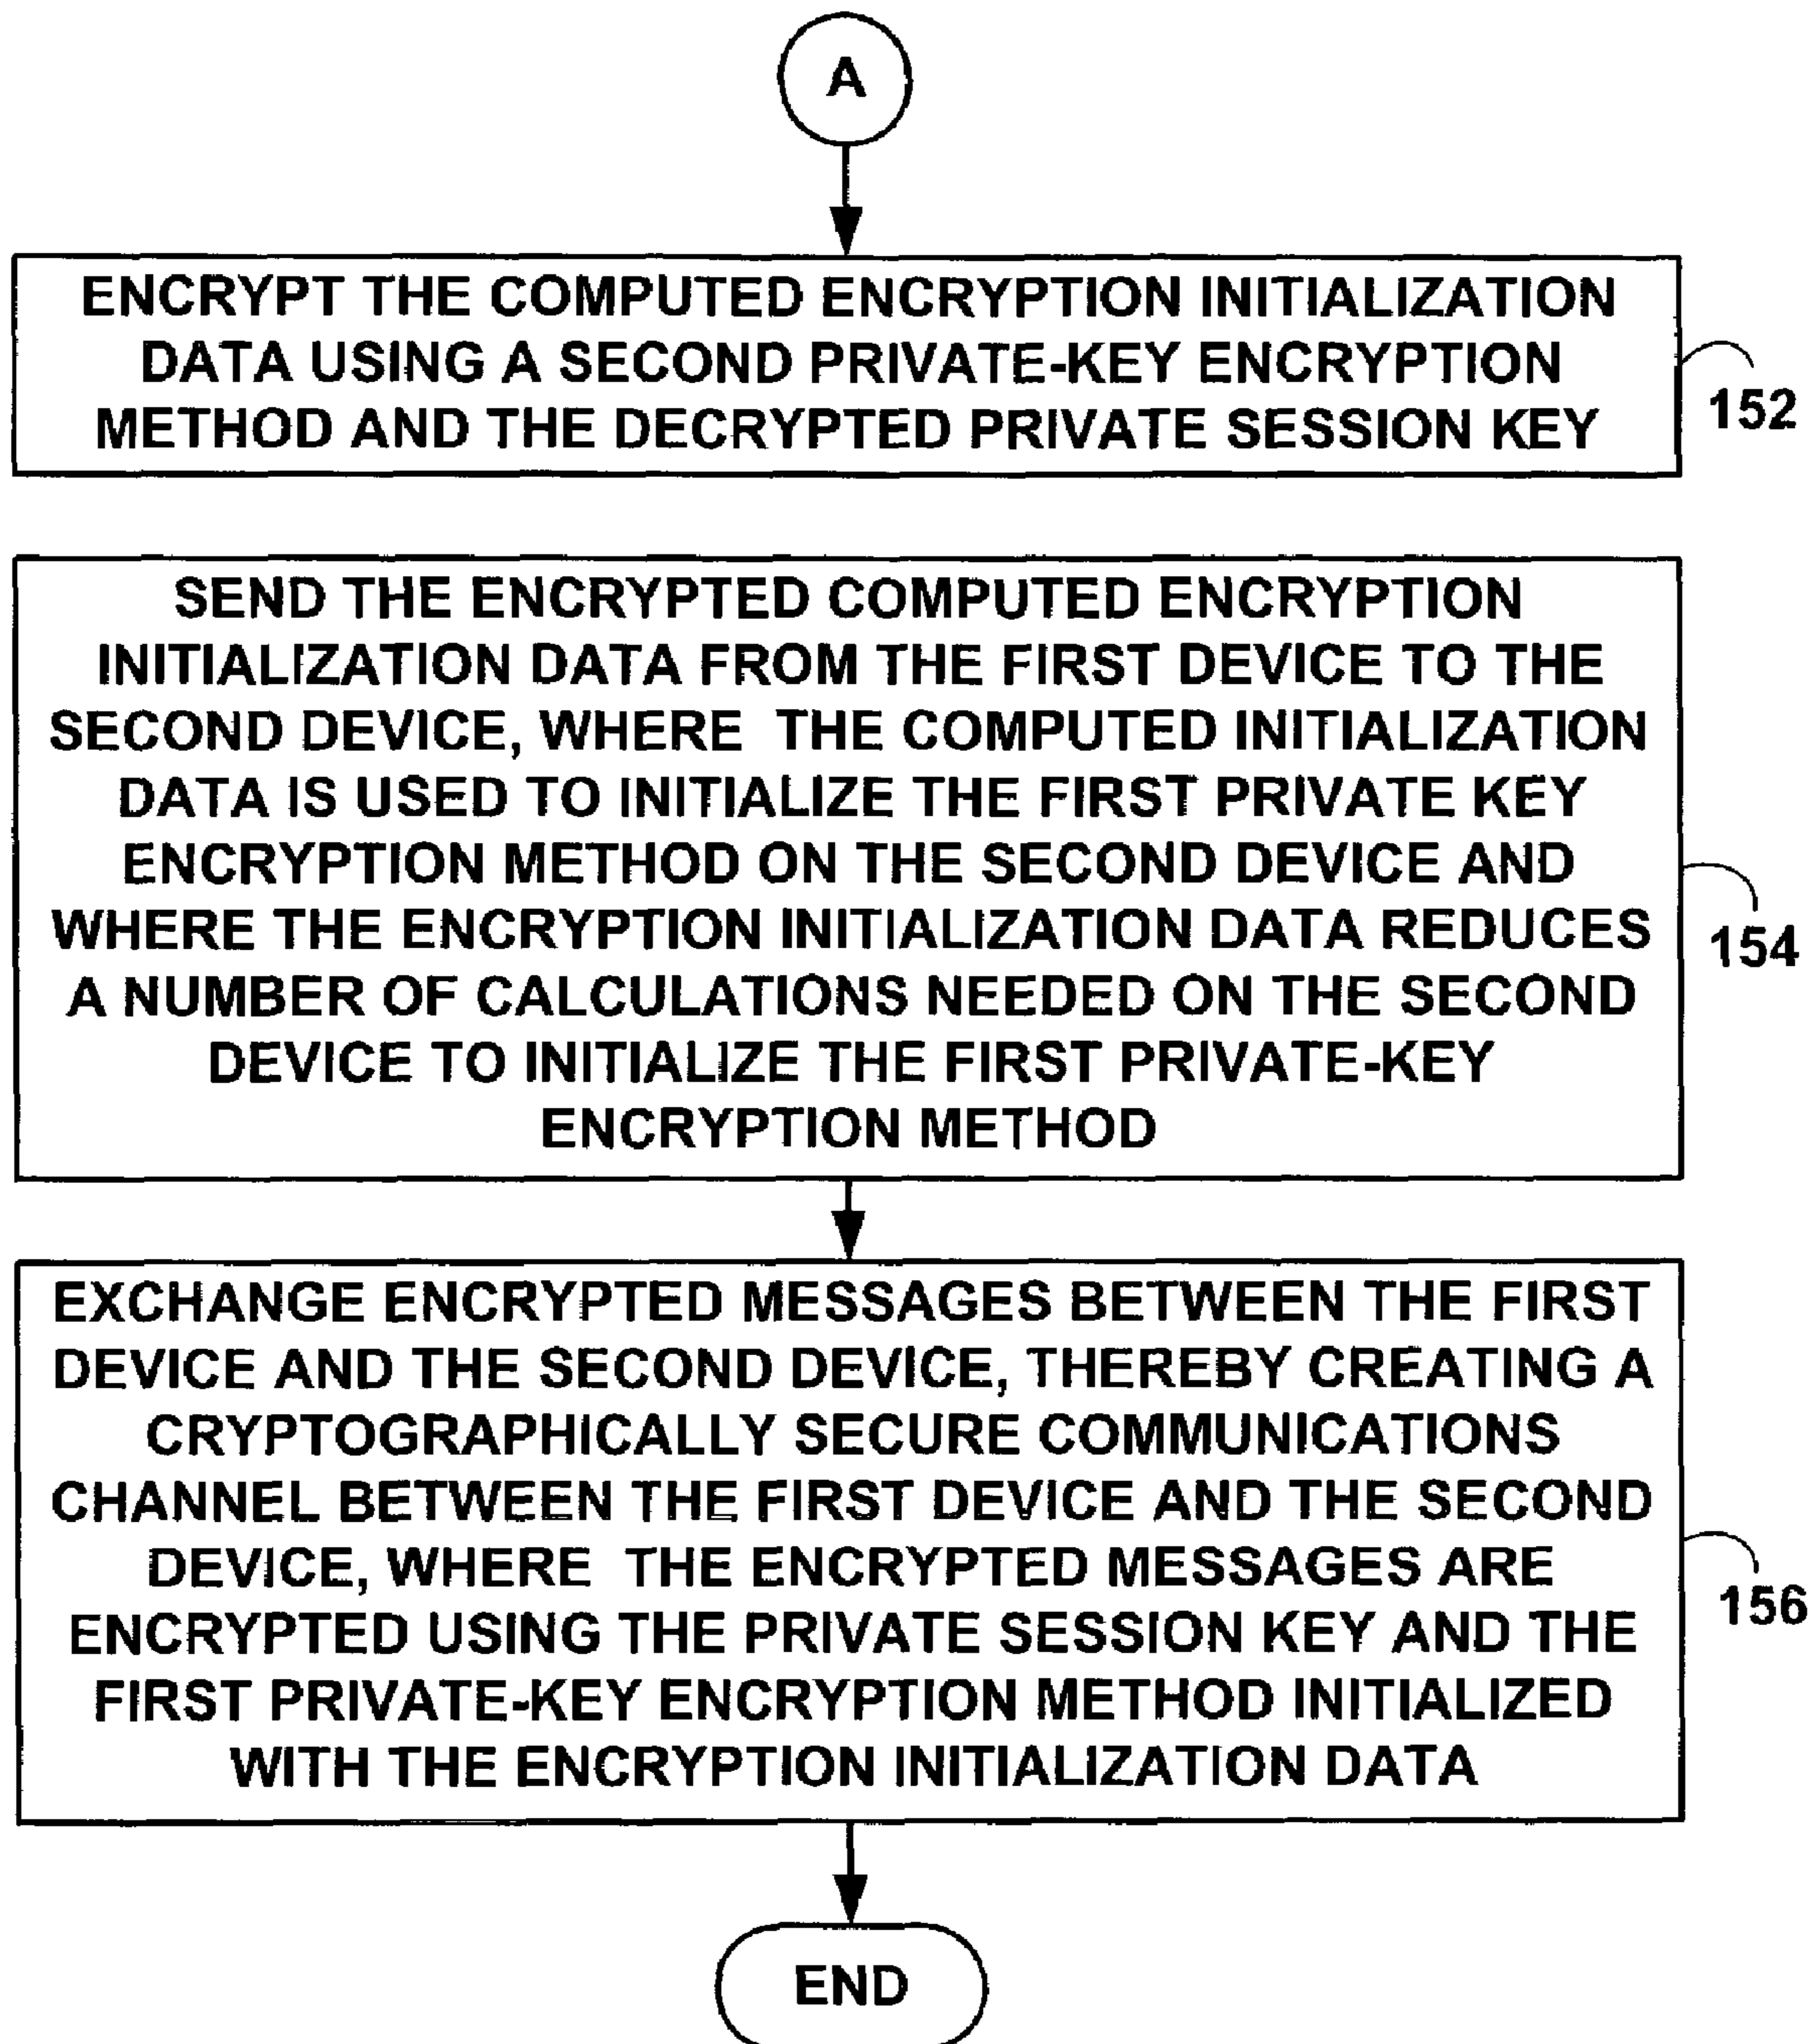 A
ENCRYPT THE COMPUTED ENCRYPTION INITIALIZATION
DATA USING A SECOND PRIVATE-KEY ENCRYPTION
METHOD AND THE DECRYPTED PRIVATE SESSION KEY
152
SEND THE ENCRYPTED COMPUTED ENCRYPTION
INITIALIZATION DATA FROM THE FIRST DEVICE TO THE
SECOND DEVICE, WHERE THE COMPUTED INITIALIZATION
DATA IS USED TO INITIALIZE THE FIRST PRIVATE KEY
ENCRYPTION METHOD ON THE SECOND DEVICE AND
WHERE THE ENCRYPTION INITIALIZATION DATA REDUCES
A NUMBER OF CALCULATIONS NEEDED ON THE SECOND
DEVICE TO INITIALIZE THE FIRST PRIVATE-KEY
ENCRYPTION METHOD
154
EXCHANGE ENCRYPTED MESSAGES BETWEEN THE FIRST
DEVICE AND THE SECOND DEVICE, THEREBY CREATING A
CRYPTOGRAPHICALLY SECURE COMMUNICATIONS
CHANNEL BETWEEN THE FIRST DEVICE AND THE SECOND
DEVICE, WHERE THE ENCRYPTED MESSAGES ARE
ENCRYPTED USING THE PRIVATE SESSION KEY AND THE
FIRST PRIVATE-KEY ENCRYPTION METHOD INITIALIZED
WITH THE ENCRYPTION INITIALIZATION DATA
156
END